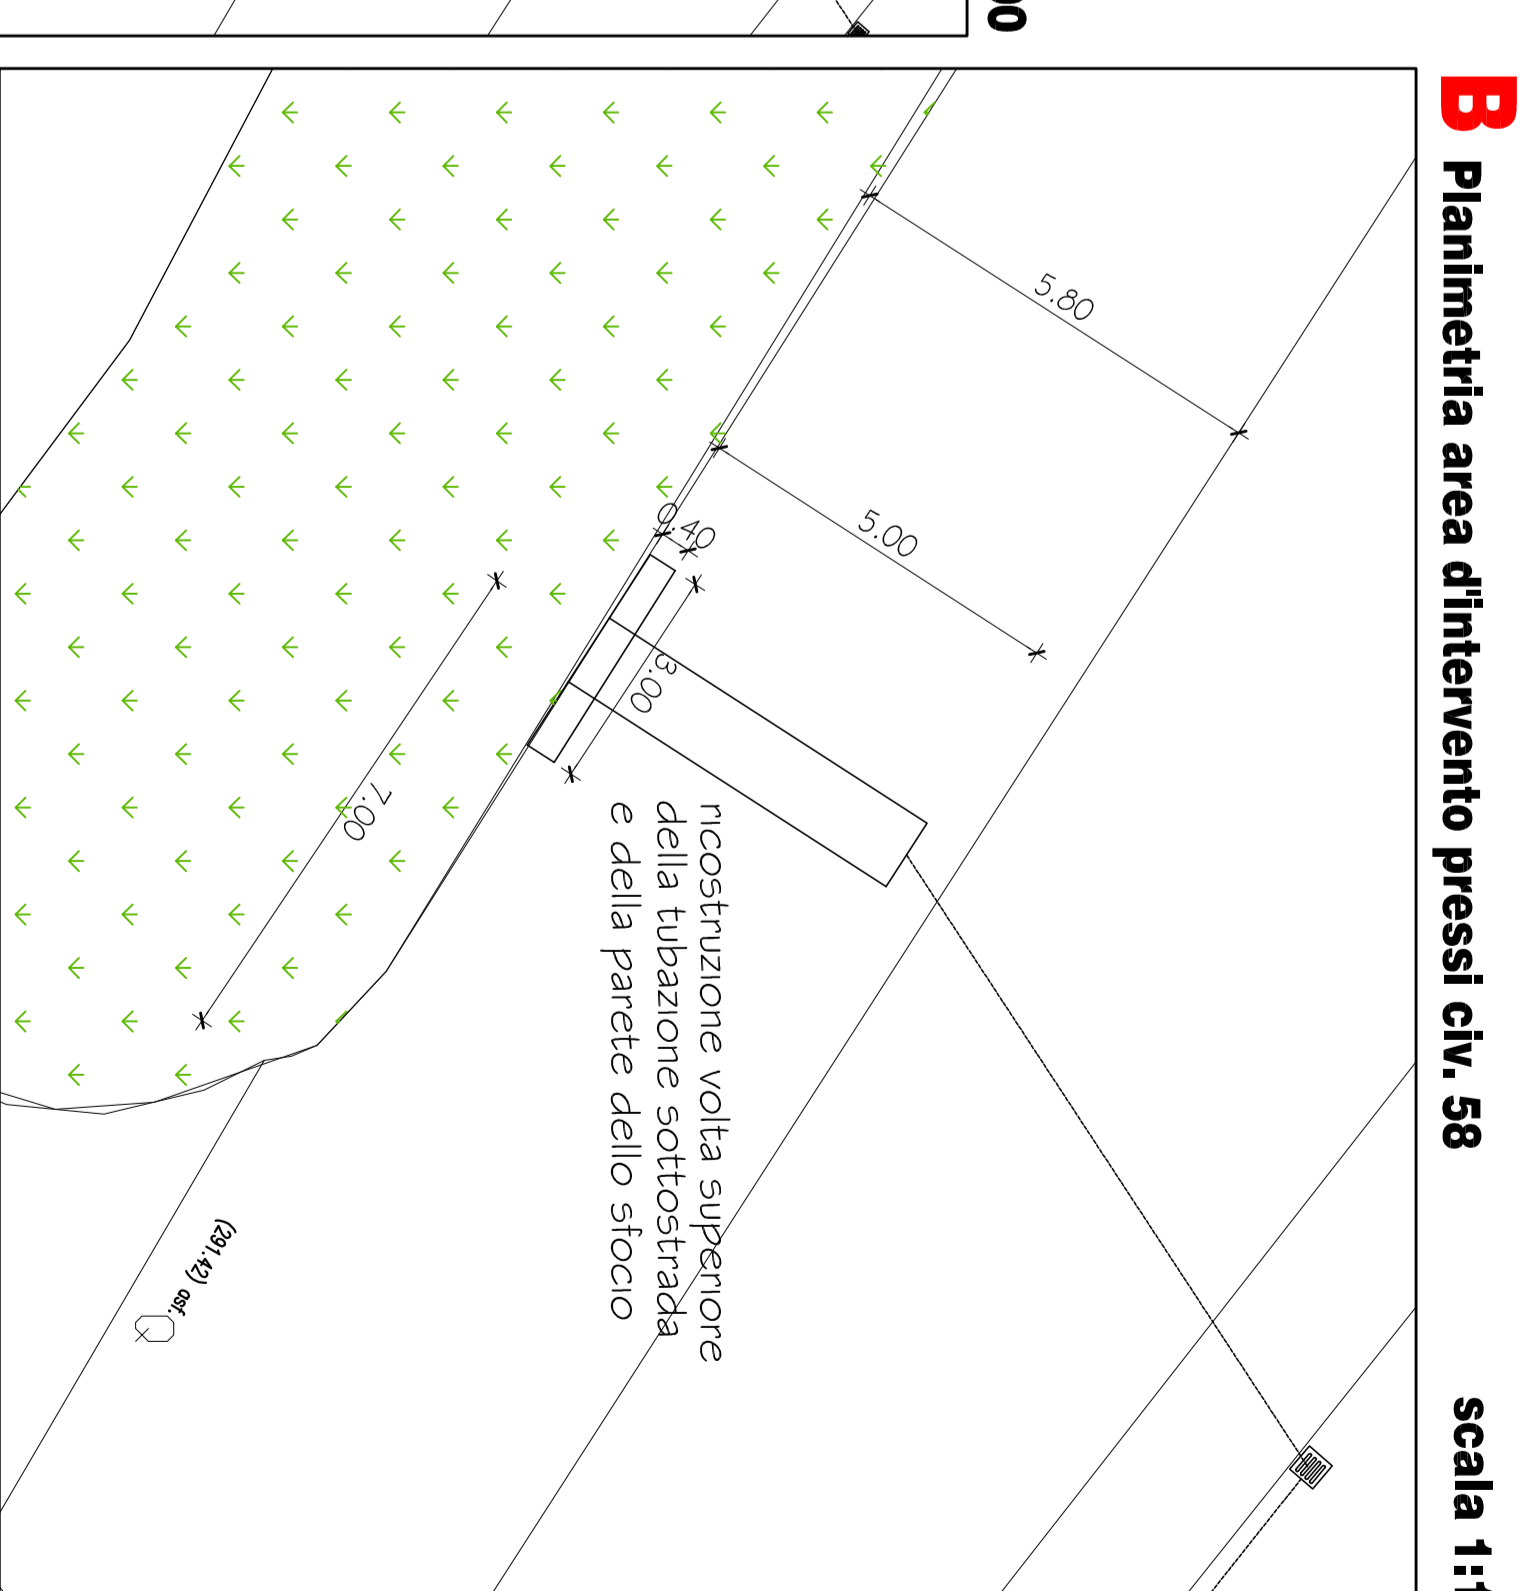 00
B Planimetria area d'intervento pressi civ. 58
scala 1:1
5.80
5.00
0.40
3.00
7.00
ricostruzione volta superiore
della tubazione sottostrada
e della parete dello sfocio
(291.42) asf.